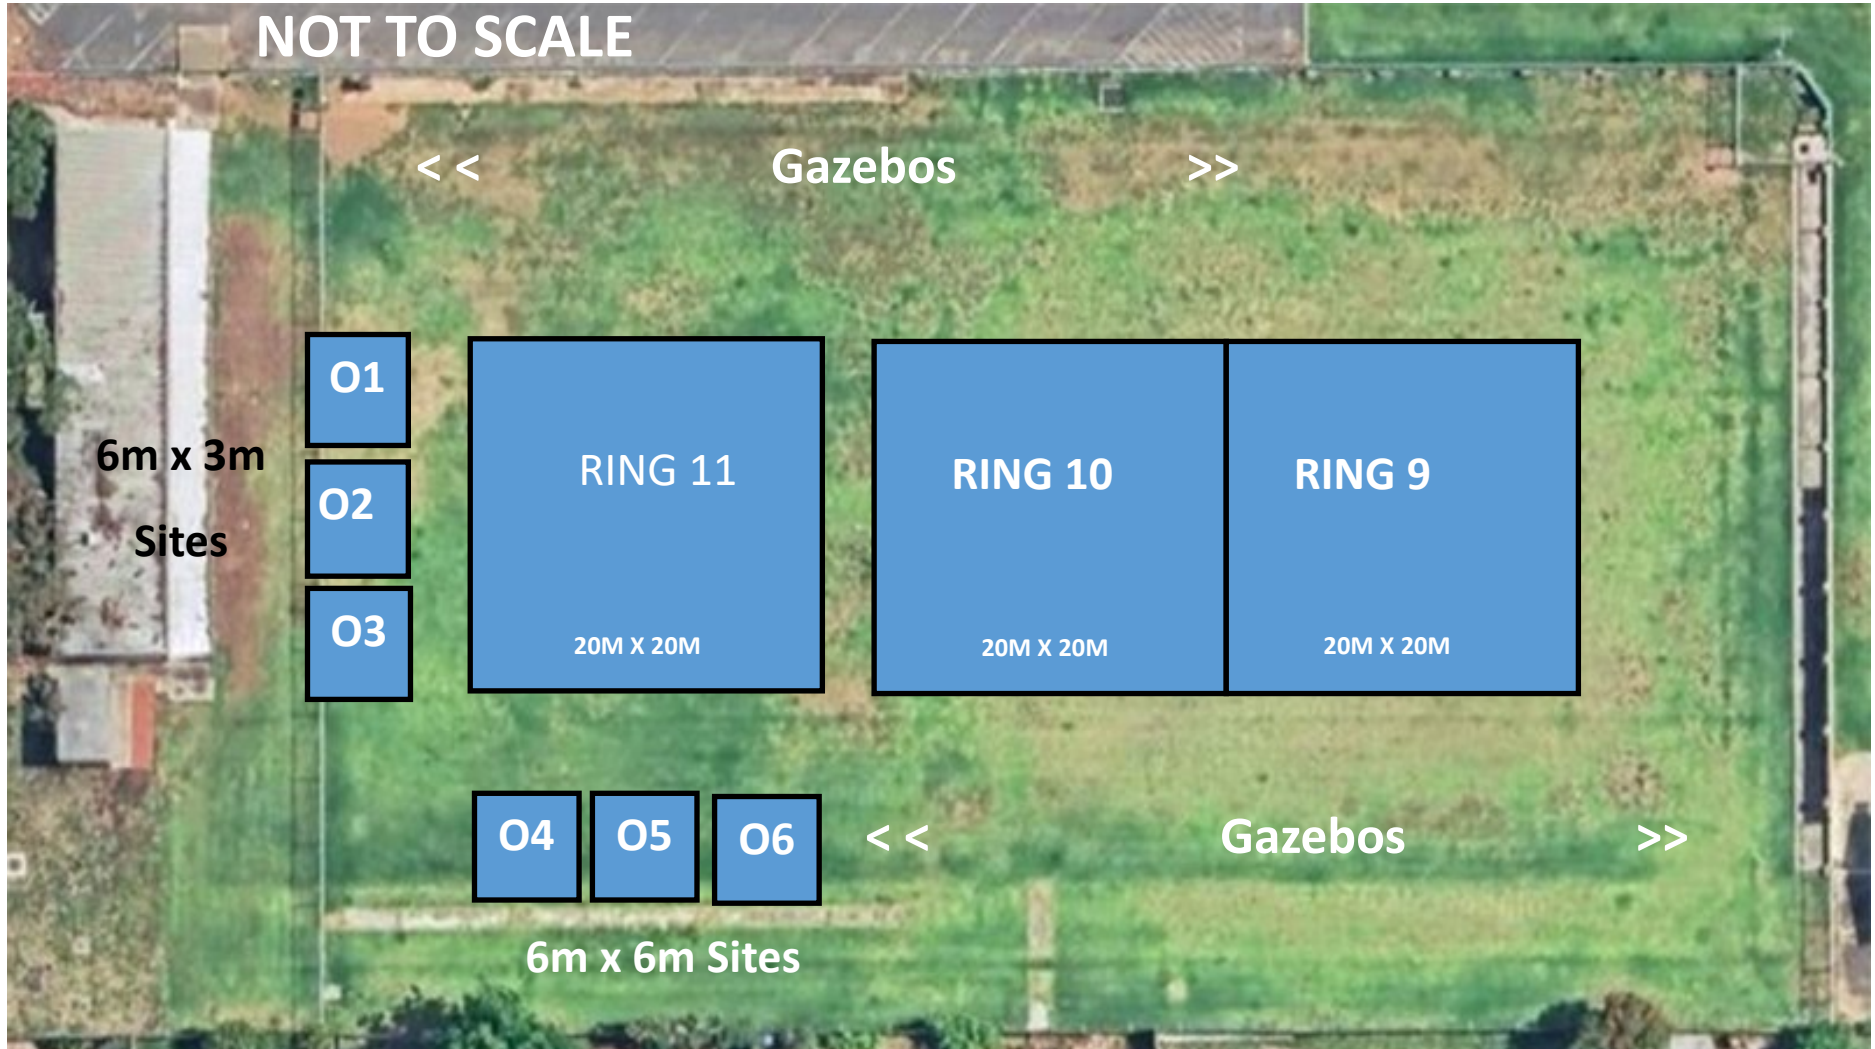 NOT TO SCALE
< < Gazebos >>
O1
6m x 3m
Sites
O2
O3
RING 11
20M X 20M
RING 10
20M X 20M
RING 9
20M X 20M
O4 O5 O6
< < Gazebos >>
6m x 6m Sites